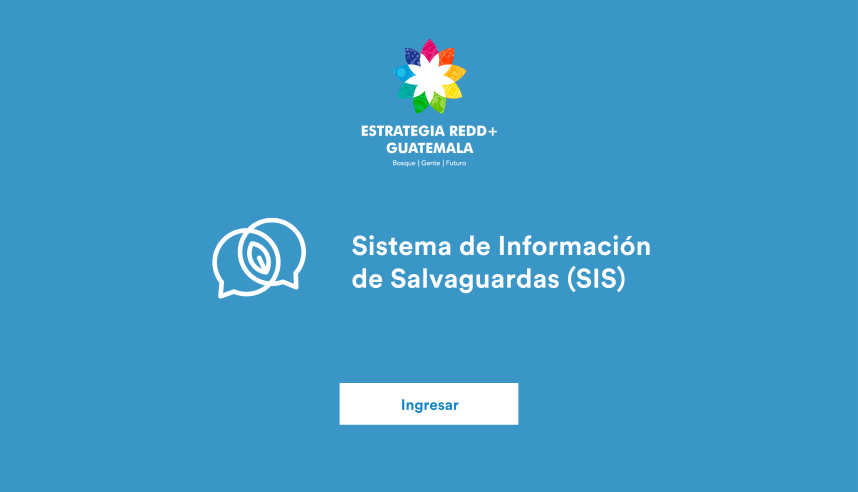 ESTRATEGIA REDD+
GUATEMALA
Bosque | Gente | Futuro
Sistema de Información
de Salvaguardas (SIS)
Ingresar